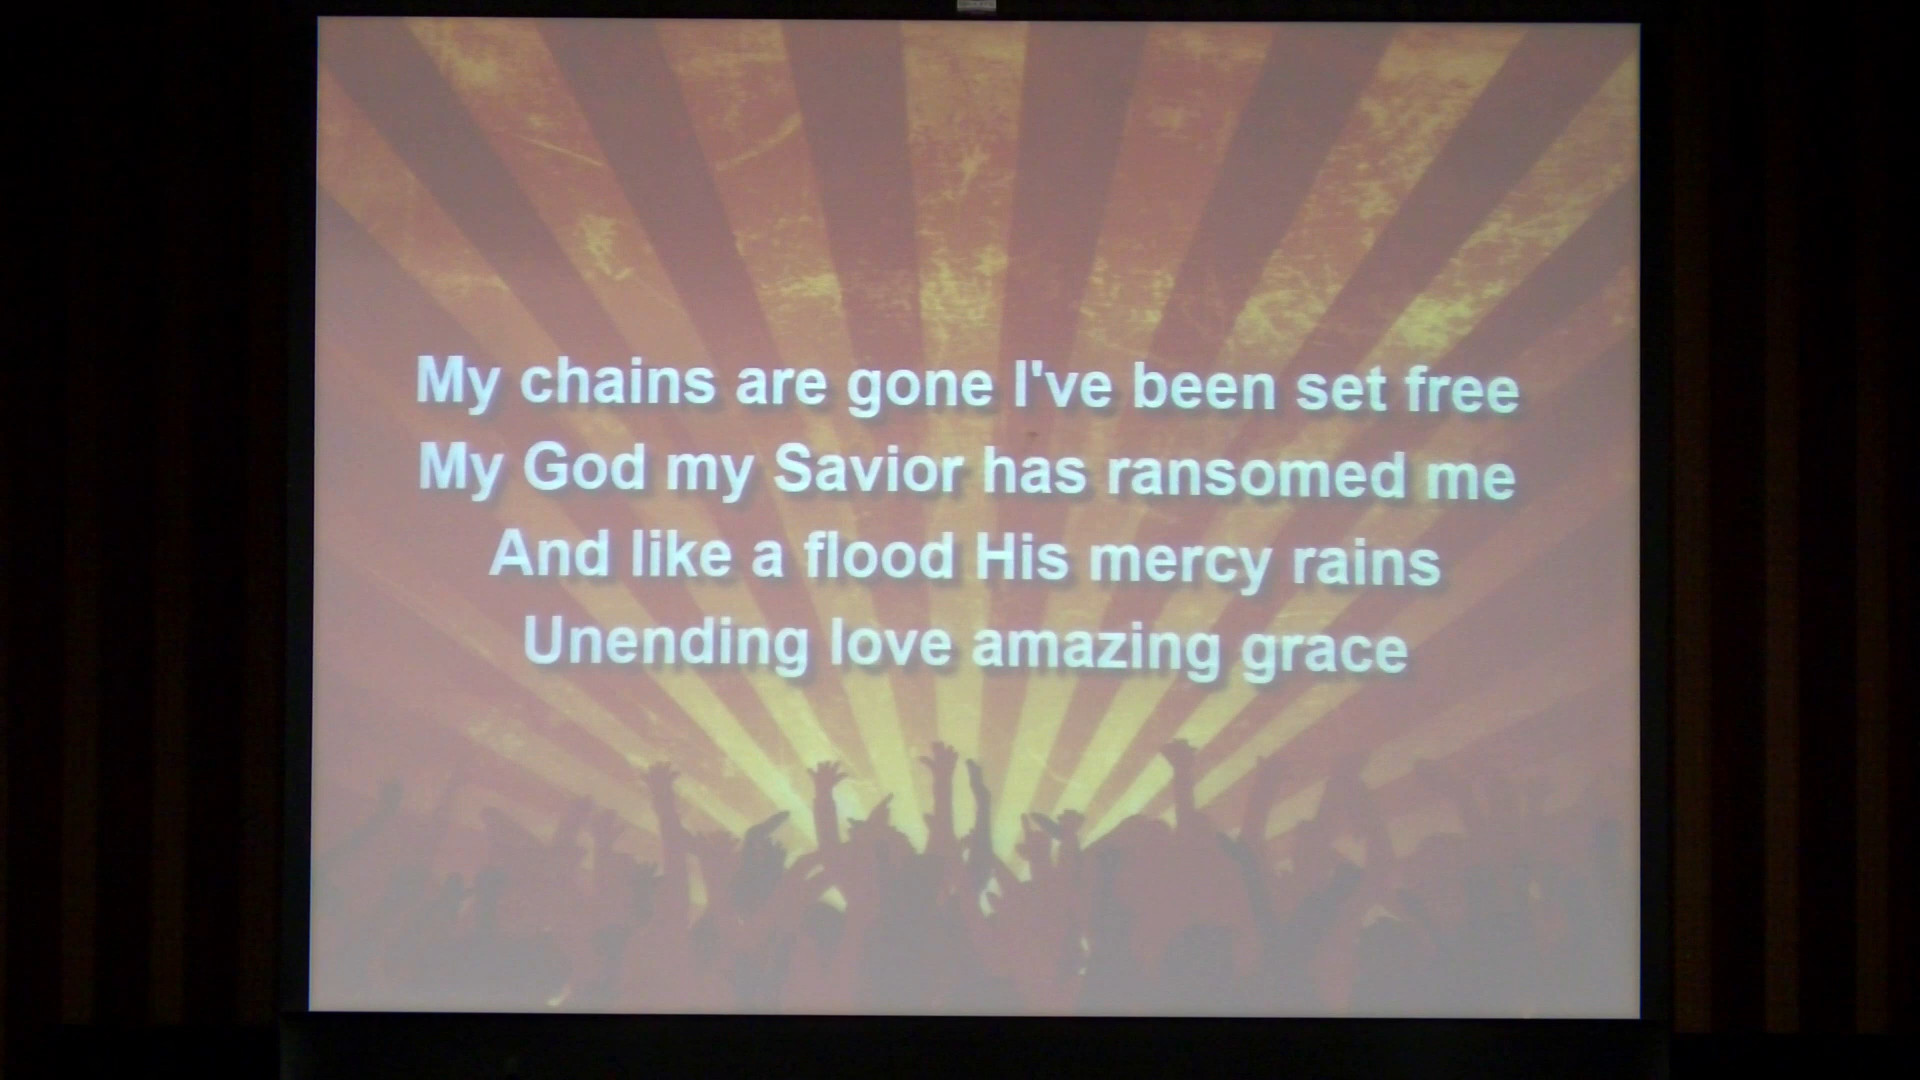 My chains are gone I've been set free
My God my Savior has ransomed me
And like a flood His mercy rains
Unending love amazing grace